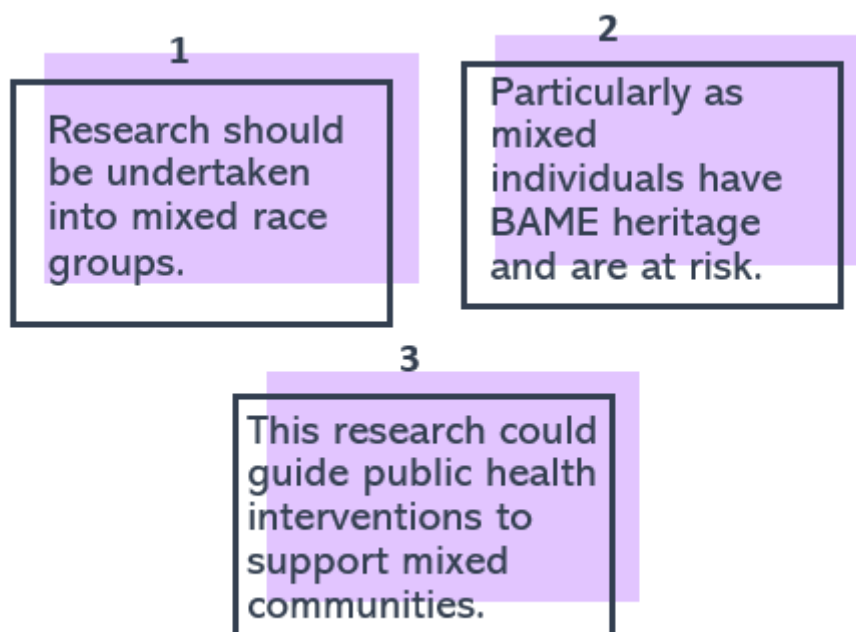 1
Research should
be undertaken
into mixed race
groups.
2
Particularly as
mixed
individuals have
BAME heritage
and are at risk.
3
This research could
guide public health
interventions to
support mixed
communities.